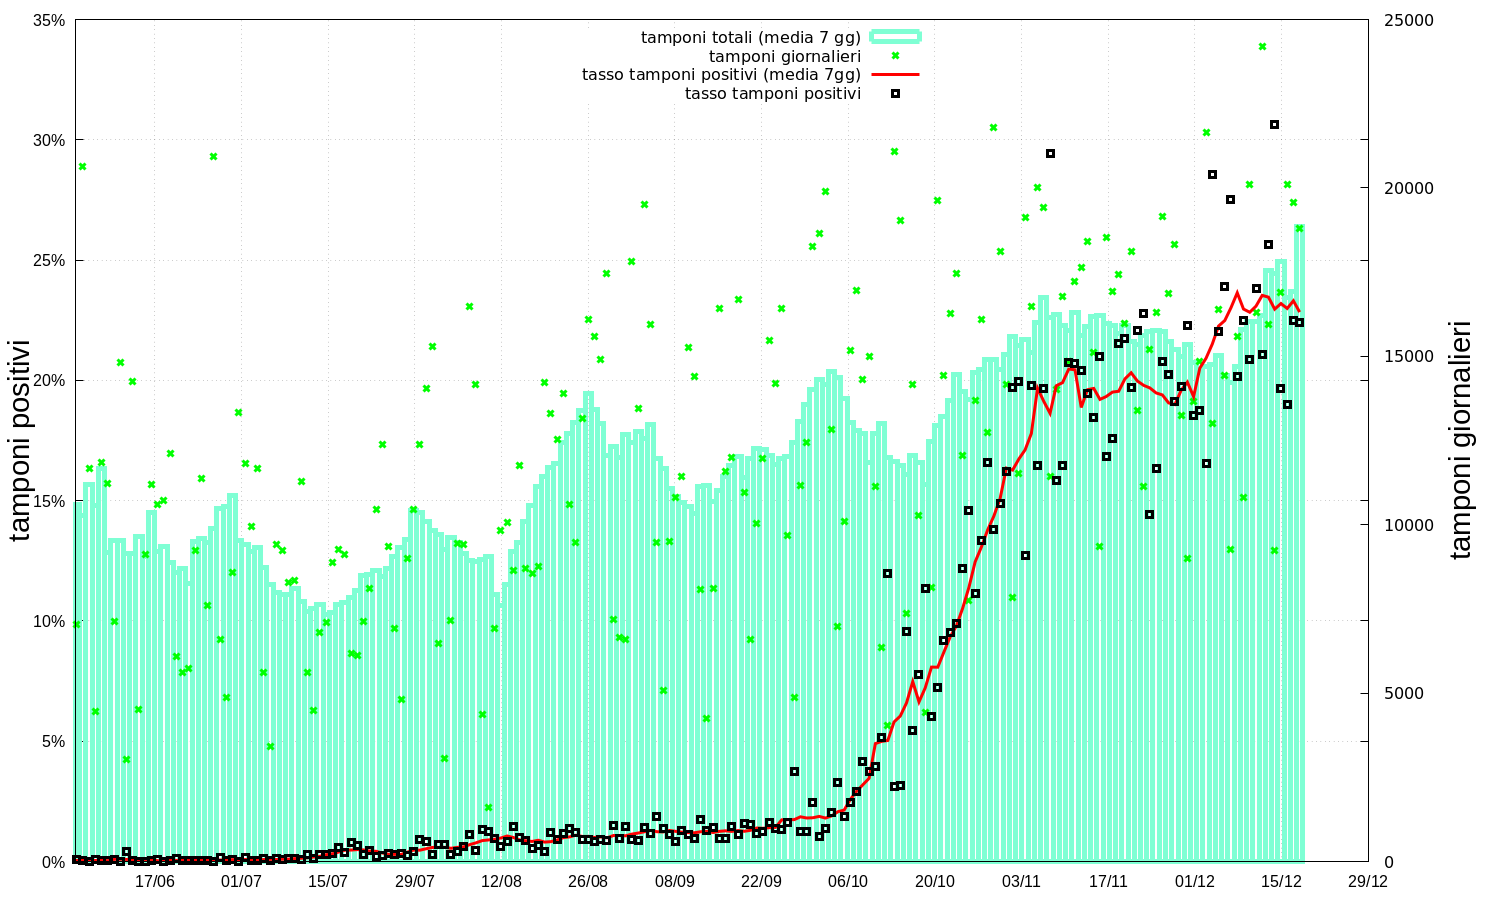 35%
30%
25%
20%
15%
10%
5%
0%
tamponi positivi
tamponi totali (media 7 gg)
tamponi giornalieri
tasso tamponi positivi (media 7gg)
tasso tamponi positivi
25000
20000
15000
10000
5000
0
tamponi giornalieri
17/06 01/07 15/07 29/07 12/08 26/08 08/09 22/09 06/10 20/10 03/11 17/11 01/12 15/12 29/12